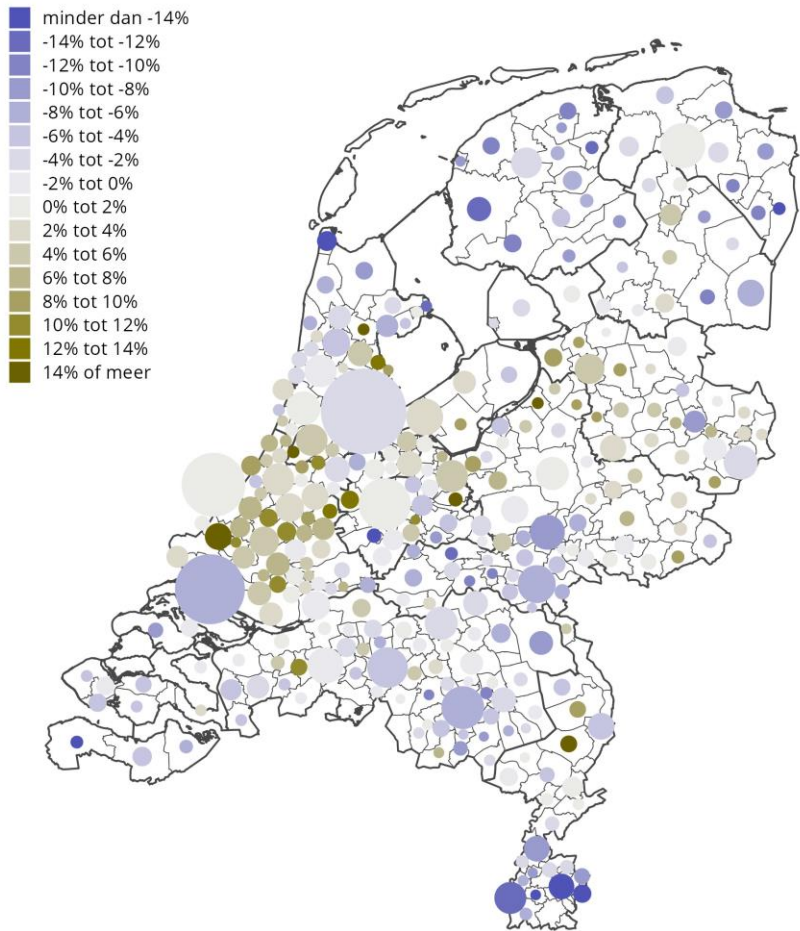 minder dan -14%
-14% tot -12%
-12% tot -10%
-10% tot -8%
-8% tot -6%
-6% tot -4%
-4% tot -2%
-2% tot 0%
0% tot 2%
2% tot 4%
4% tot 6%
6% tot 8%
8% tot 10%
10% tot 12%
12% tot 14%
14% of meer